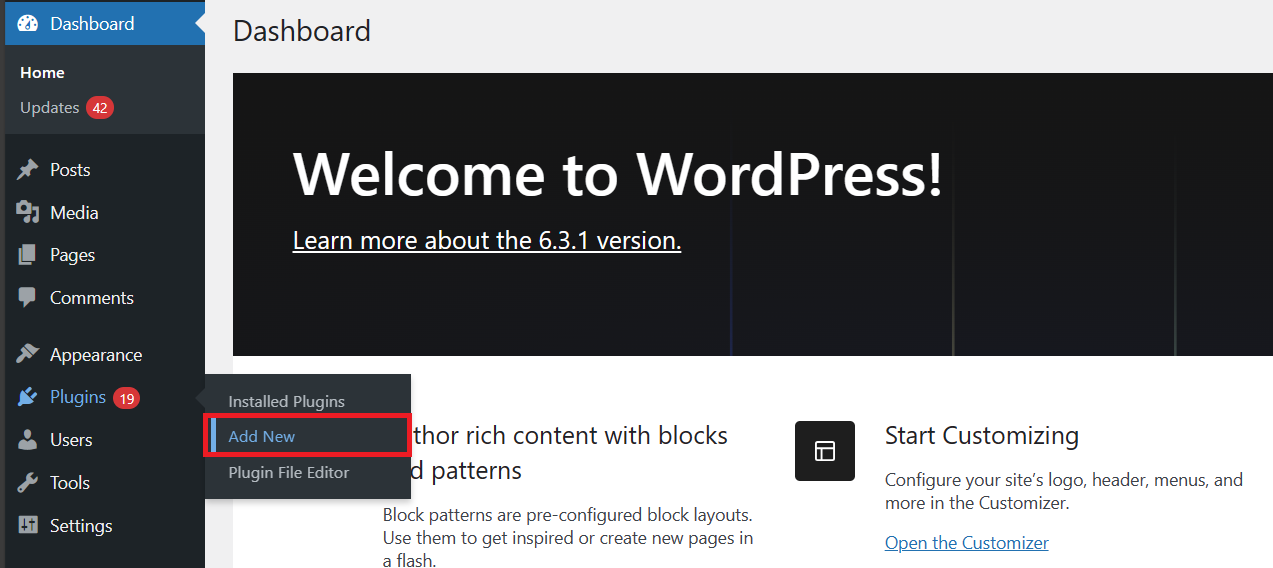 Dashboard
Home
Updates 42
Posts
Media
Pages
Comments
Appearance
Plugins 19
Users
Tools
Settings
Installed Plugins
Add New
Plugin File Editor
Dashboard
Welcome to WordPress!
Learn more about the 6.3.1 version.
thor rich content with blocks
d patterns
Block patterns are pre-configured block layouts.
Use them to get inspired or create new pages in
a flash.
Start Customizing
Configure your site’s logo, header, menus, and
more in the Customizer.
Open the Customizer